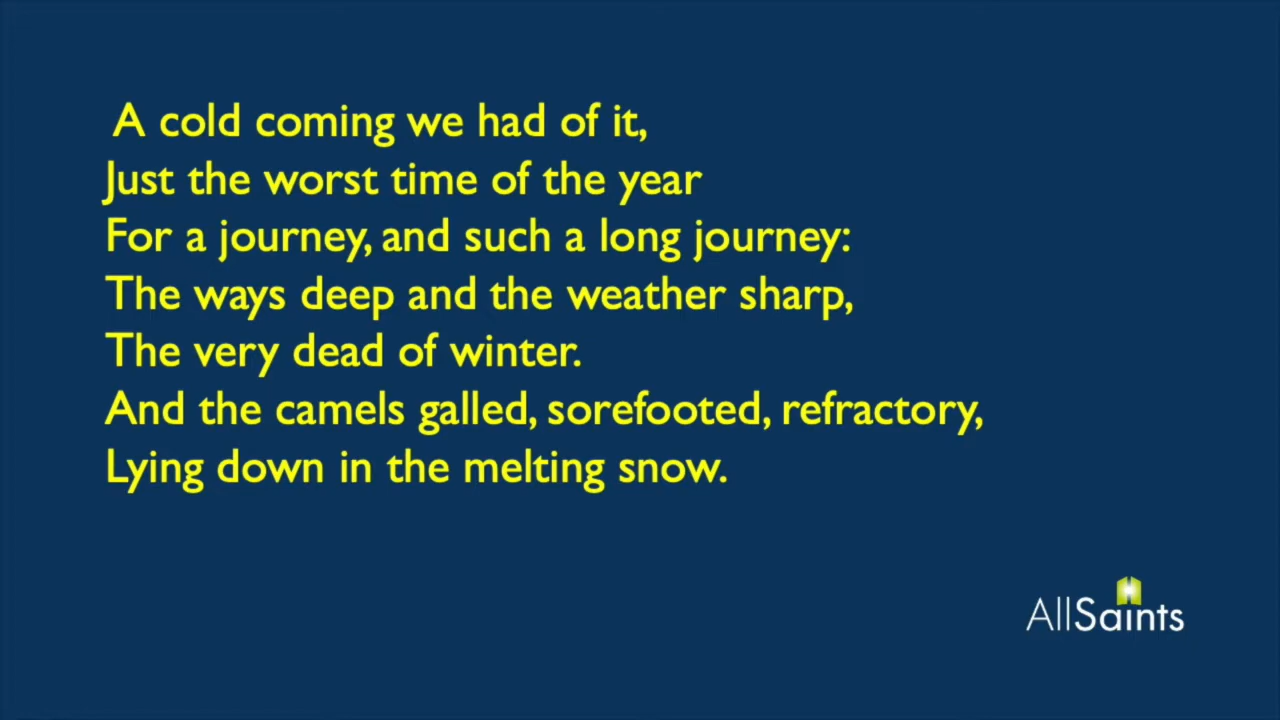 A cold coming we had of it,
Just the worst time of the year
For a journey, and such a long journey:
The ways deep and the weather sharp,
The very dead of winter.
And the camels galled, sorefooted, refractory,
Lying down in the melting snow.
AllSaints